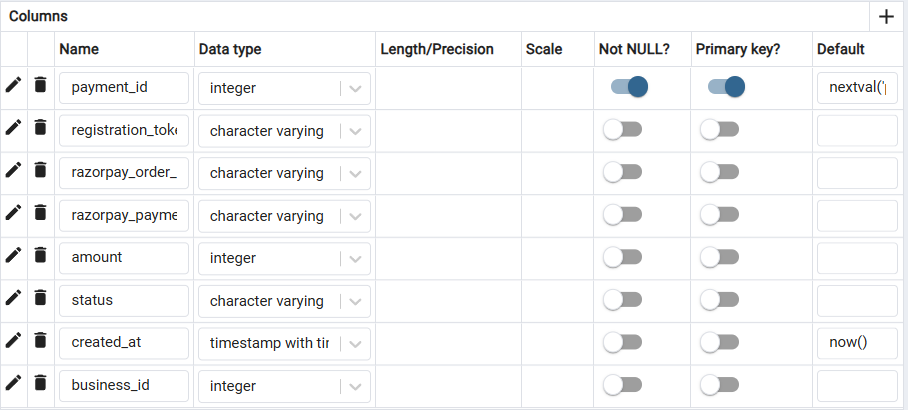 Columns
Name Data type Length/Precision Scale Not NULL? Primary key? Default
payment_id integer nextval('
registration_toke character varying
razorpay_order_ character varying
razorpay_payme character varying
amount integer
status character varying
created_at timestamp with tir now()
business_id integer